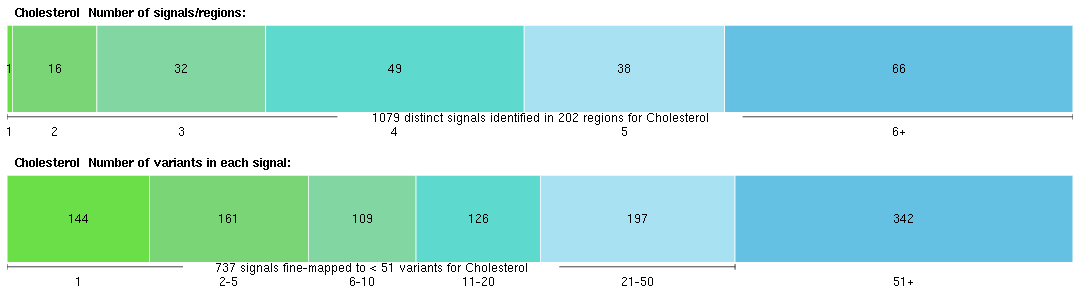 Cholesterol Number of signals/regions:
1 16 32 49 38 66
1079 distinct signals identified in 202 regions for Cholesterol
1 2 3 4 5 6+
Cholesterol Number of variants in each signal:
144 161 109 126 197 342
737 signals fine-mapped to < 51 variants for Cholesterol
1 2-5 6-10 11-20 21-50 51+